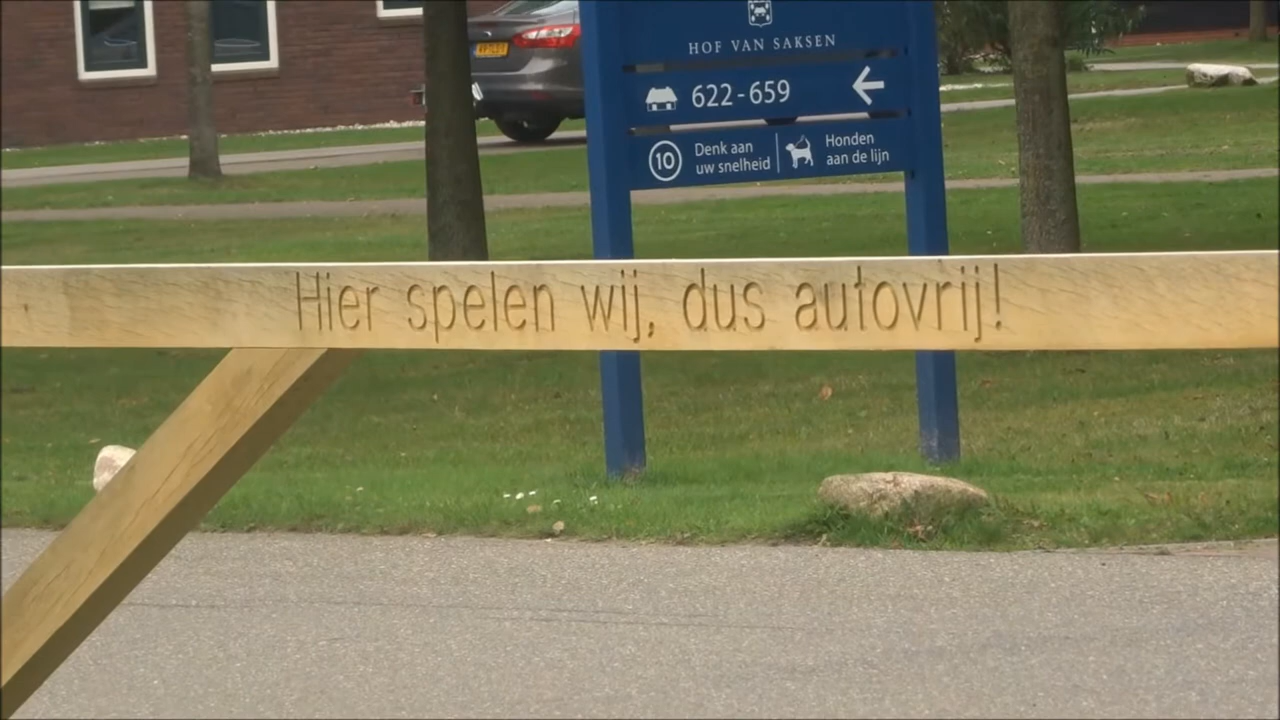 HOF VAN SAKSEN
622 - 659
10
Denk aan
uw snelheid
Honden
aan de lijn
Hier spelen wij, dus autovrij!